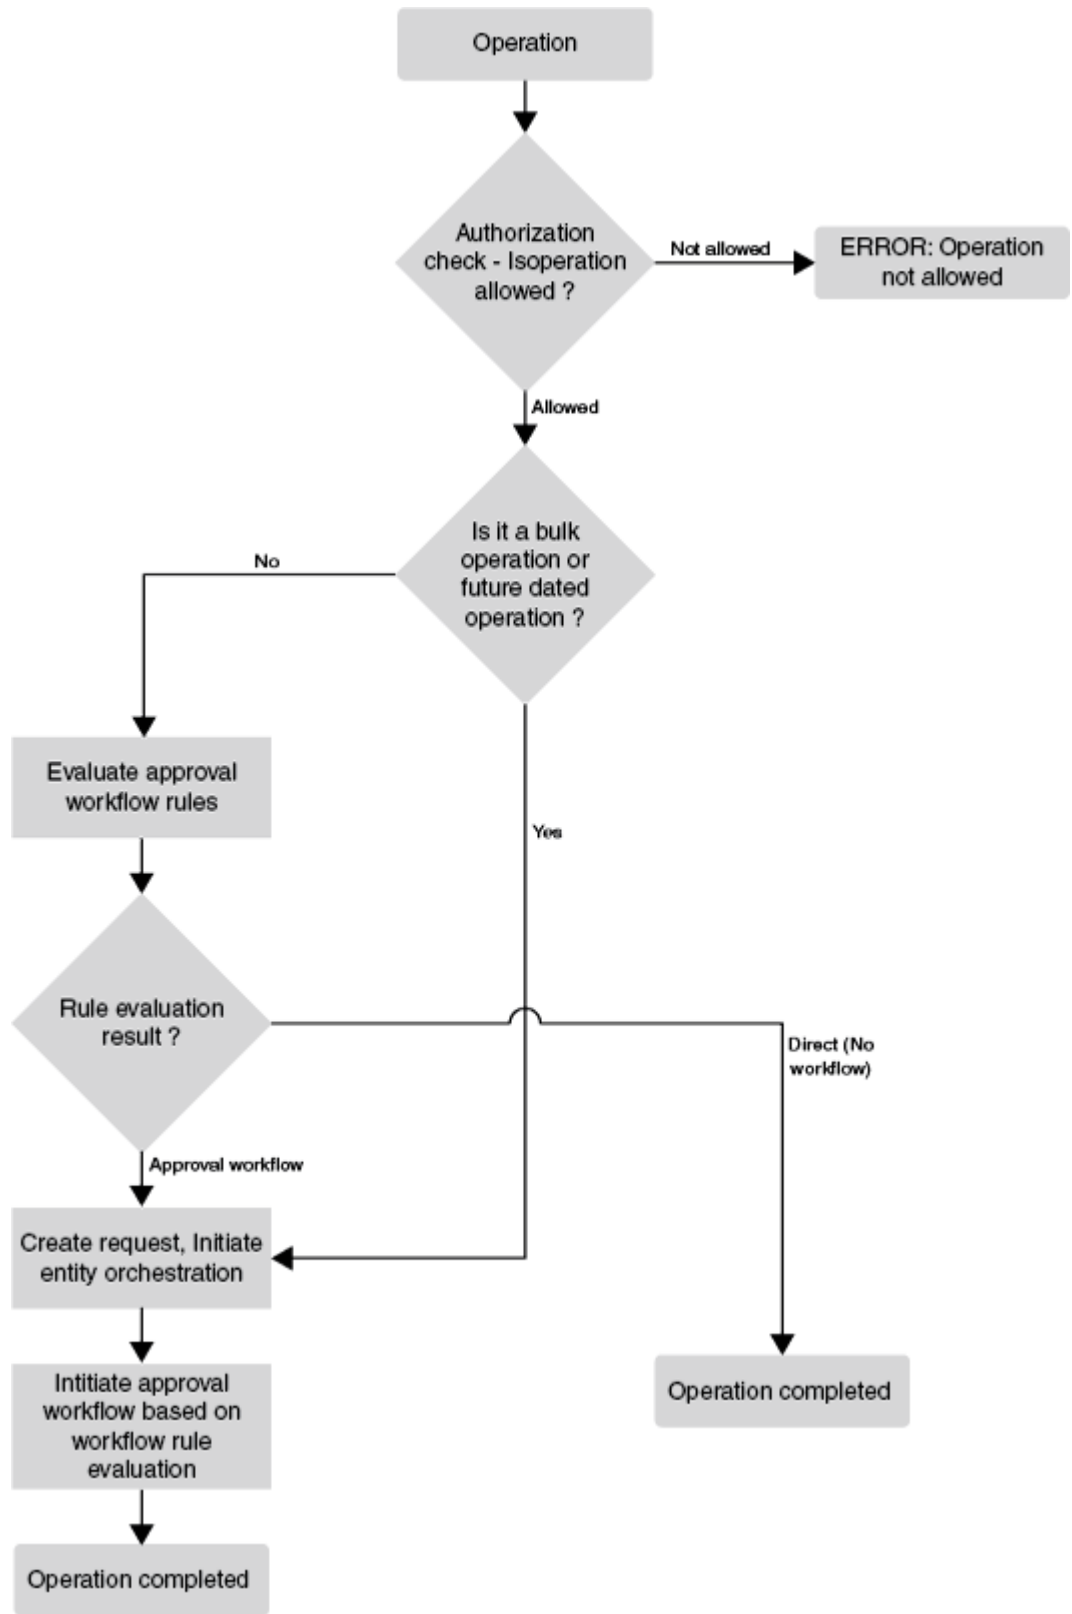 Operation
Authorization
check - Isoperation
allowed ?
Not allowed
ERROR: Operation
not allowed
Allowed
Is it a bulk
operation or
future dated
operation ?
No
Evaluate approval
workflow rules
Yes
Rule evaluation
result ?
Direct (No
workflow)
Approval workflow
Create request, Initiate
entity orchestration
Intitiate approval
workflow based on
workflow rule
evaluation
Operation completed
Operation completed